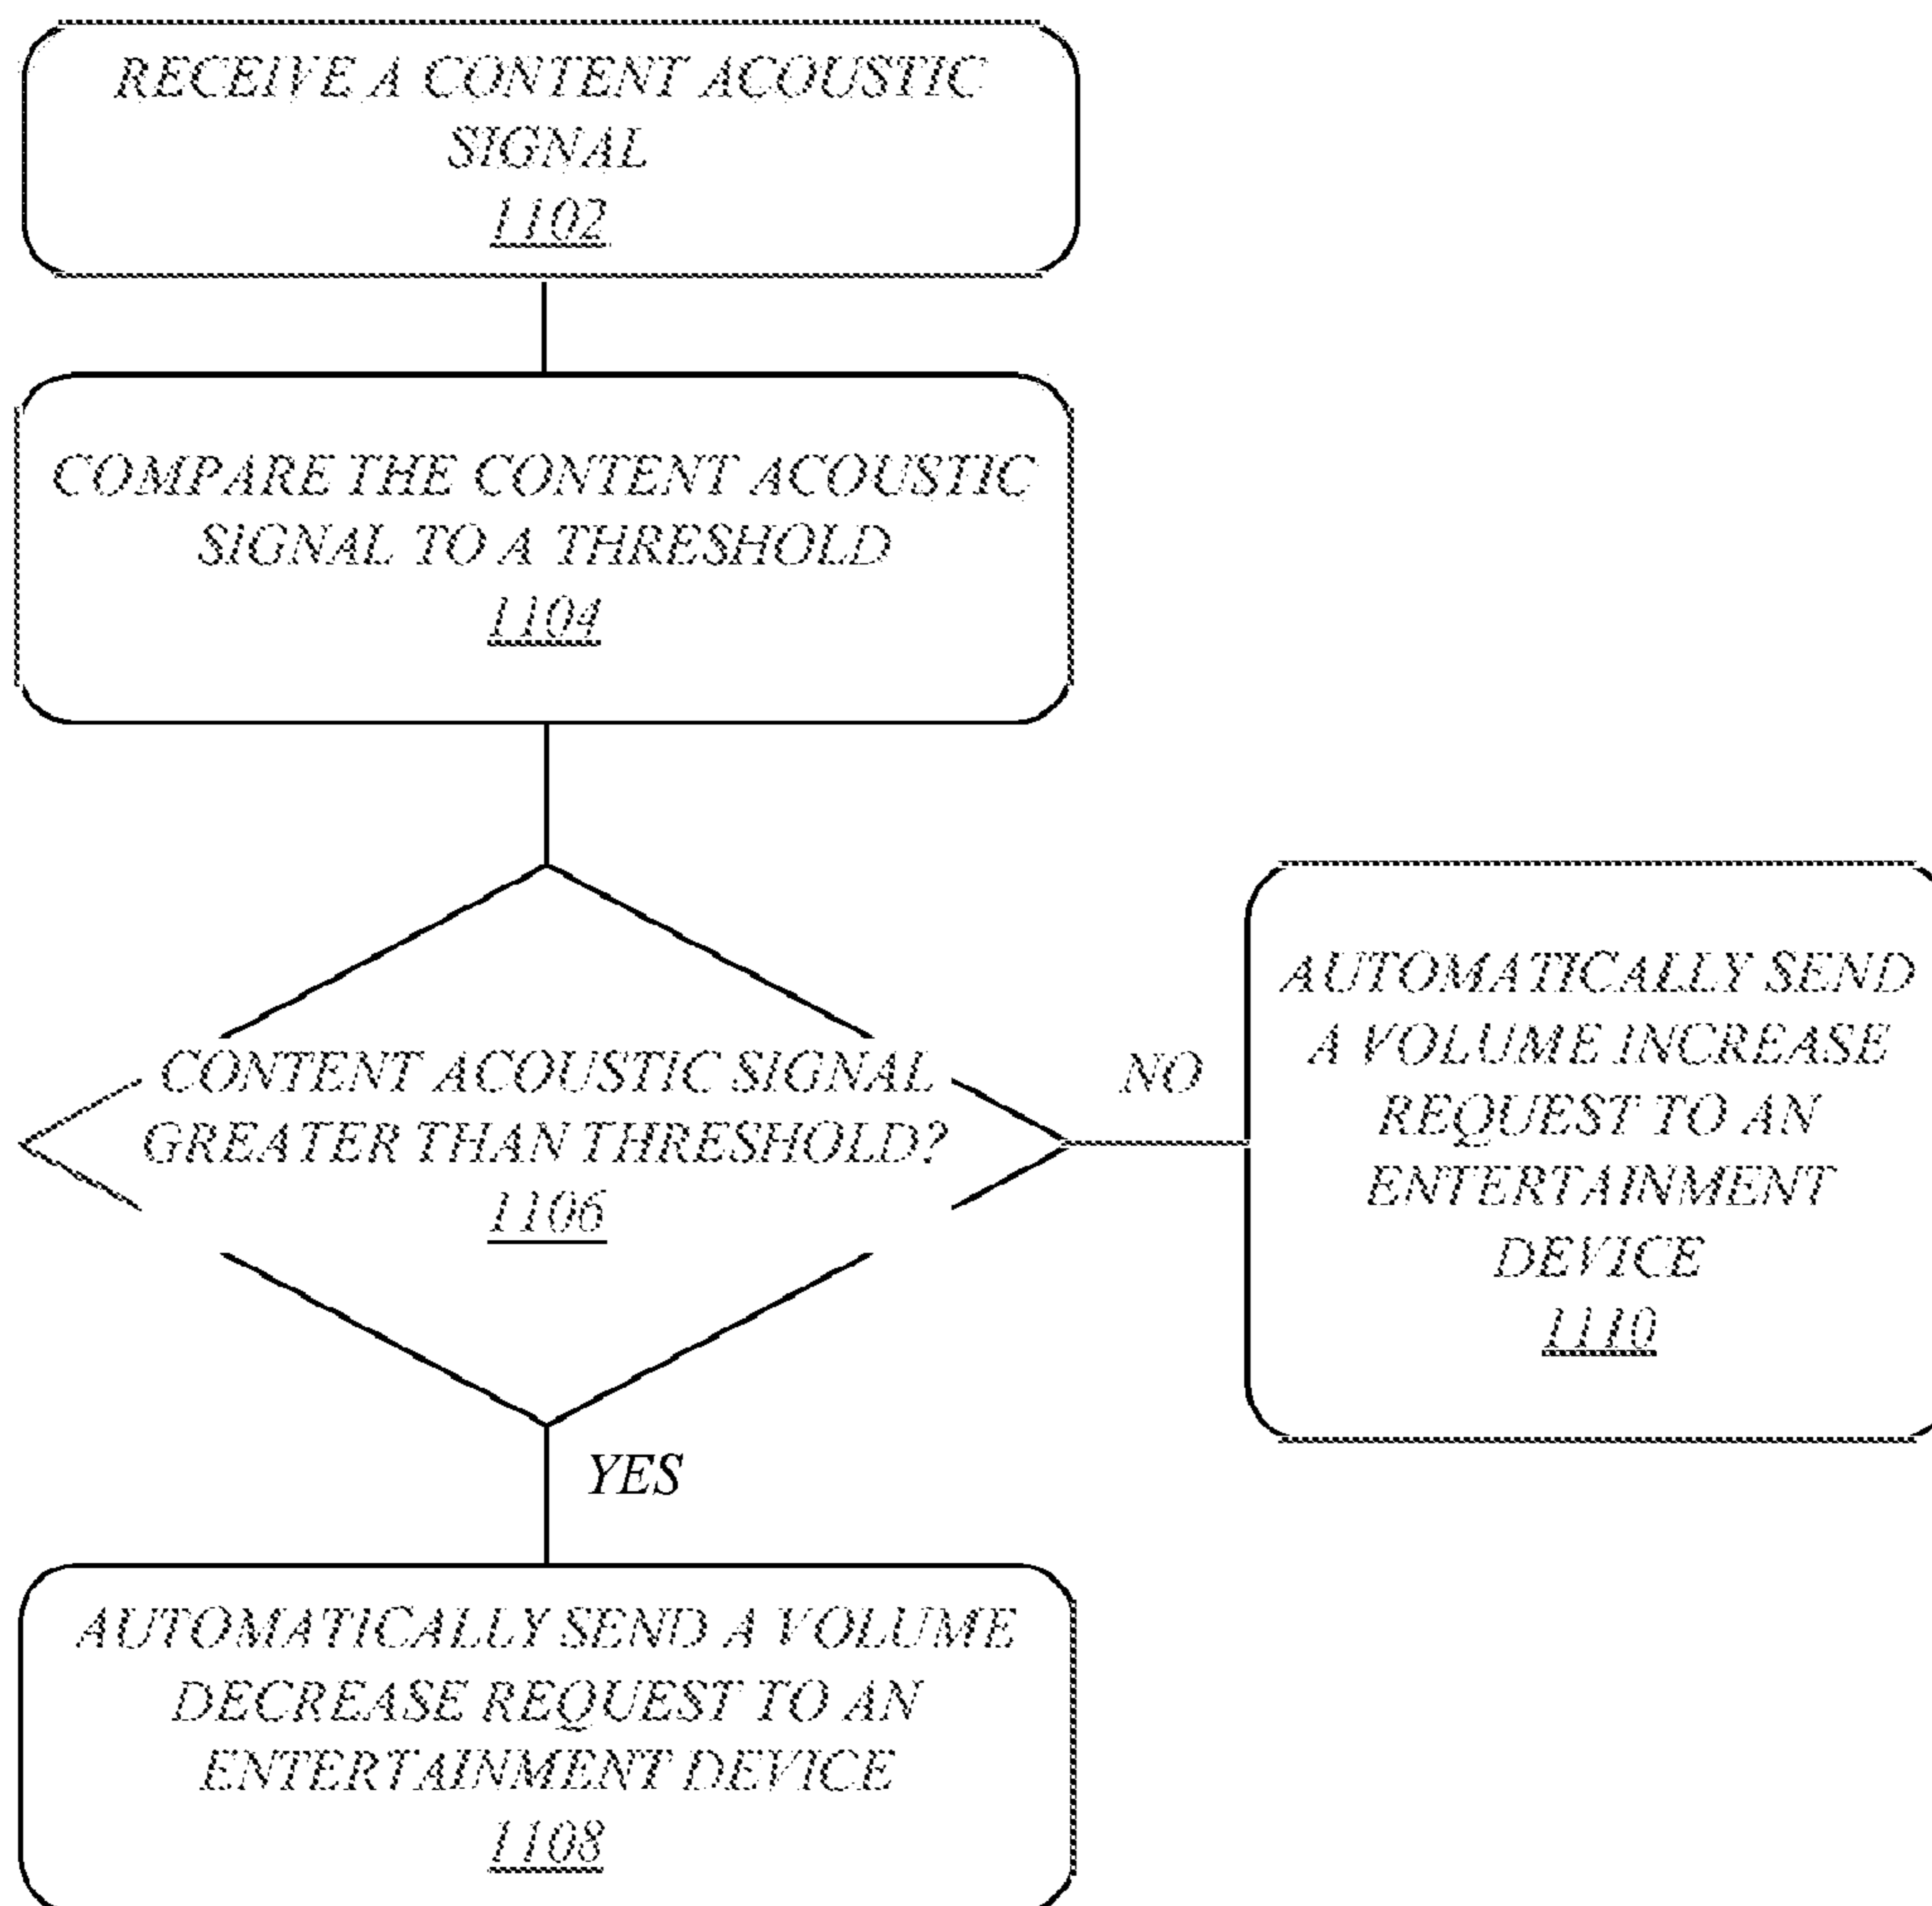 RECEIVE A CONTENT ACOUSTIC
SIGNAL
1102
COMPARE THE CONTENT ACOUSTIC
SIGNAL TO A THRESHOLD
1104
CONTENT ACOUSTIC SIGNAL
GREATER THAN THRESHOLD?
1106
NO
AUTOMATICALLY SEND
A VOLUME INCREASE
REQUEST TO AN
ENTERTAINMENT
DEVICE
1110
YES
AUTOMATICALLY SEND A VOLUME
DECREASE REQUEST TO AN
ENTERTAINMENT DEVICE
1108